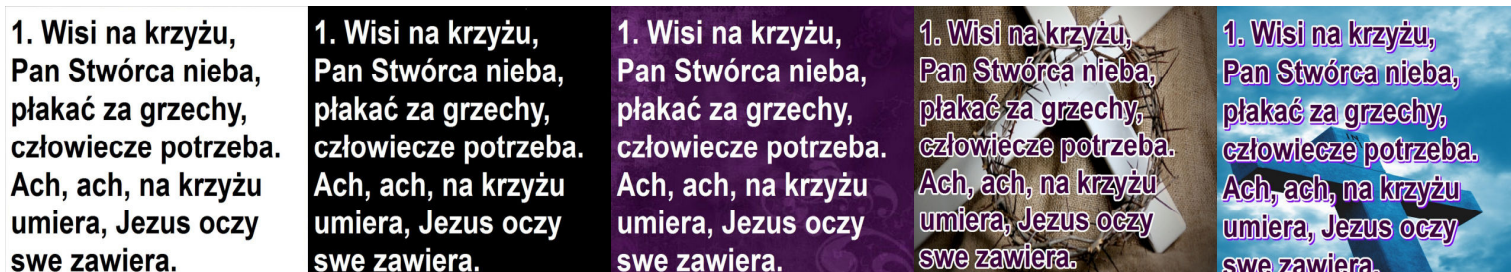 1. Wisi na krzyżu,
Pan Stwórca nieba,
płakać za grzechy,
człowiecze potrzeba.
Ach, ach, na krzyżu
umiera, Jezus oczy
swe zawiera.
1. Wisi na krzyżu,
Pan Stwórca nieba,
płakać za grzechy,
człowiecze potrzeba.
Ach, ach, na krzyżu
umiera, Jezus oczy
swe zawiera.
1. Wisi na krzyżu,
Pan Stwórca nieba,
płakać za grzechy,
człowiecze potrzeba.
Ach, ach, na krzyżu
umiera, Jezus oczy
swe zawiera.
1. Wisi na krzyżu,
Pan Stwórca nieba,
płakać za grzechy,
człowiecze potrzeba.
Ach, ach, na krzyżu
umiera, Jezus oczy
swe zawiera.
1. Wisi na krzyżu,
Pan Stwórca nieba,
płakać za grzechy,
człowiecze potrzeba.
Ach, ach, na krzyżu
umiera, Jezus oczy
swe zawiera.